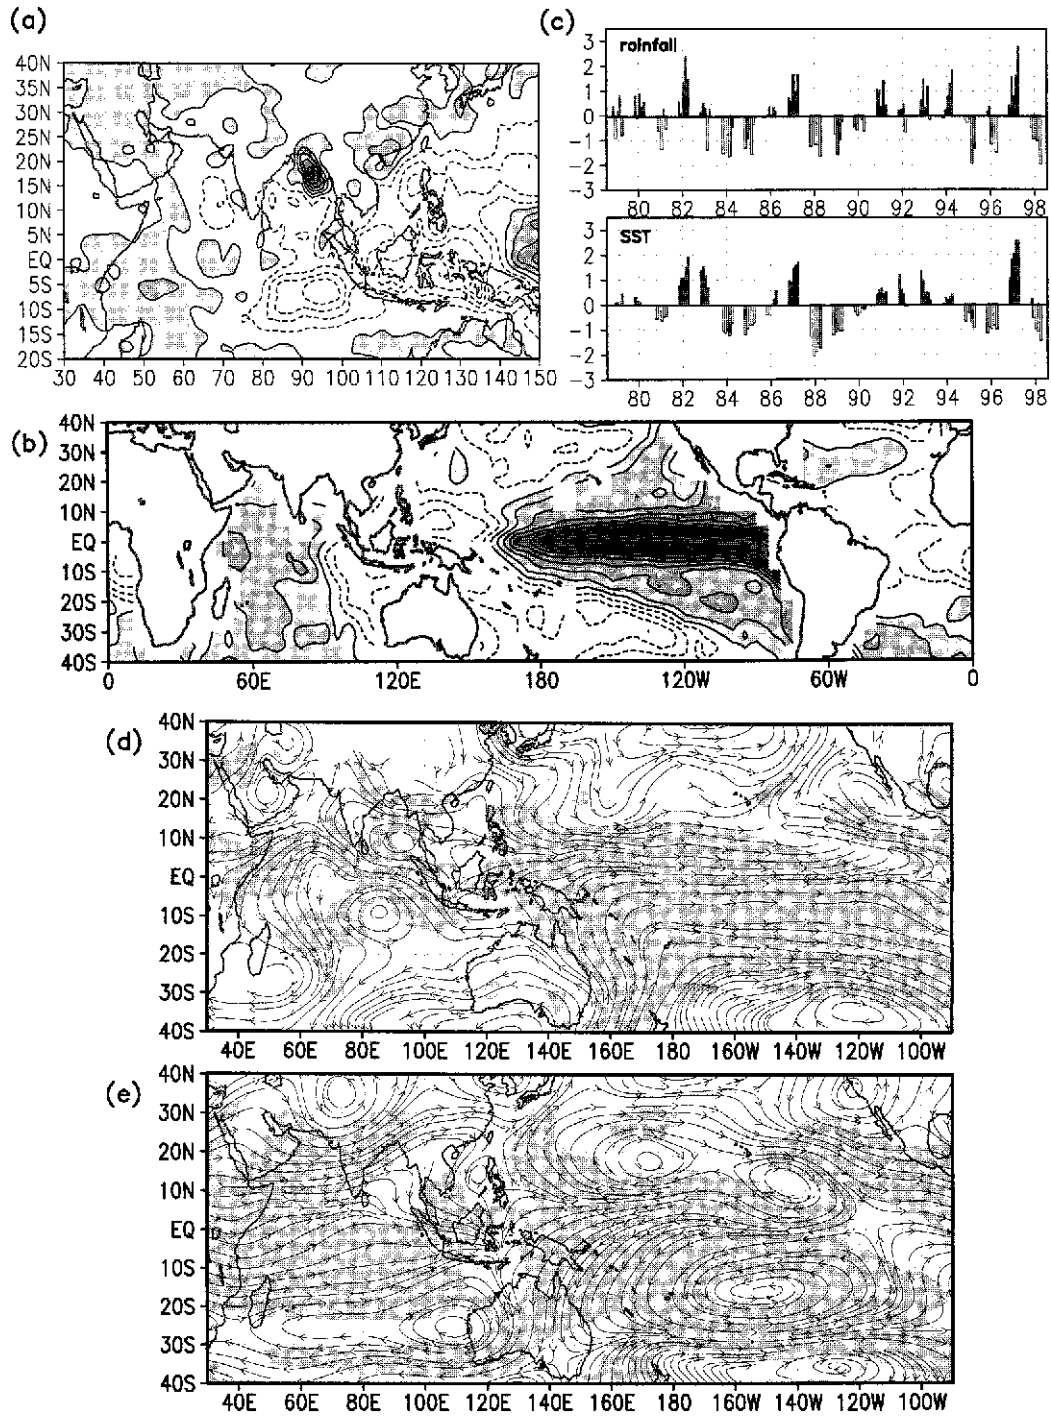 (a)
40N
35N
30N
25N
20N
15N
10N
5N
EQ
5S
10S
15S
20S
30 40 50 60 70 80 90 100 110 120 130 140 150
(c)
rainfall
3
2
1
0
−1
−2
−3
80 82 84 86 88 90 92 94 96 98
SST
3
2
1
0
−1
−2
−3
80 82 84 86 88 90 92 94 96 98
(b)
40N
30N
20N
10N
EQ
10S
20S
30S
40S
0 60E 120E 180 120W 60W 0
(d)
40N
30N
20N
10N
EQ
10S
20S
30S
40S
40E 60E 80E 100E 120E 140E 160E 180 160W 140W 120W 100W
(e)
40N
30N
20N
10N
EQ
10S
20S
30S
40S
40E 60E 80E 100E 120E 140E 160E 180 160W 140W 120W 100W